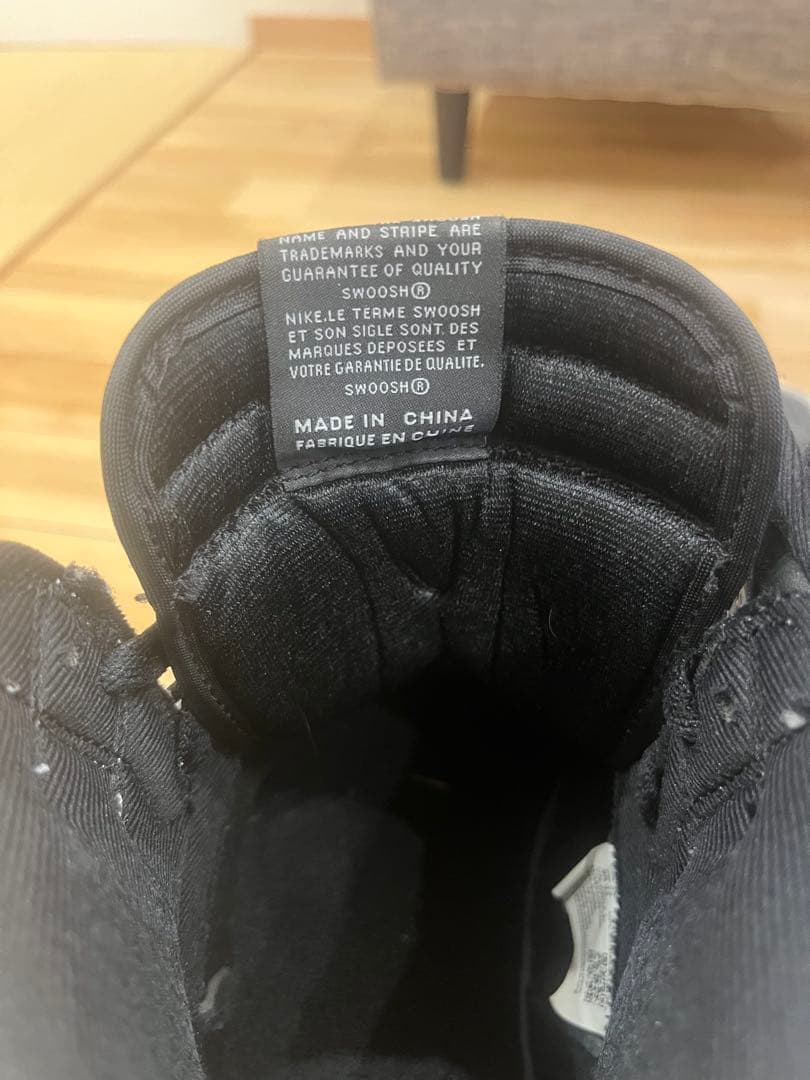 NAME AND STRIPE ARE
TRADEMARKS AND YOUR
GUARANTEE OF QUALITY
SWOOSH®
NIKE.LE TERME SWOOSH
ET SON SIGLE SONT DES
MARQUES DEPOSEES ET
VOTRE GARANTIE DE QUALITE.
SWOOSH®
MADE IN CHINA
FABRIQUE EN CHINE